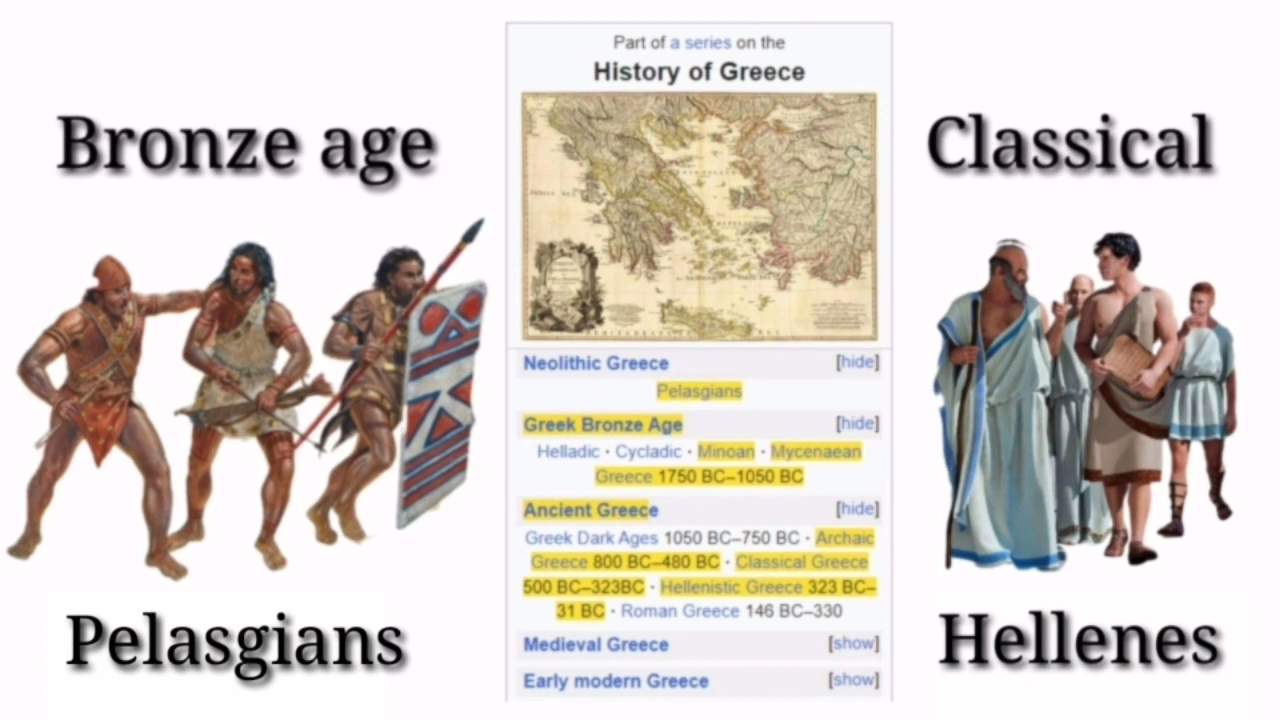 Bronze age
Pelasgians
Part of a series on the
History of Greece
Neolithic Greece [hide]
Pelasgians
Greek Bronze Age [hide]
Helladic · Cycladic · Minoan · Mycenaean
Greece 1750 BC–1050 BC
Ancient Greece [hide]
Greek Dark Ages 1050 BC–750 BC · Archaic
Greece 800 BC–480 BC · Classical Greece
500 BC–323BC · Hellenistic Greece 323 BC–
31 BC · Roman Greece 146 BC–330
Medieval Greece [show]
Early modern Greece [show]
Classical
Hellenes